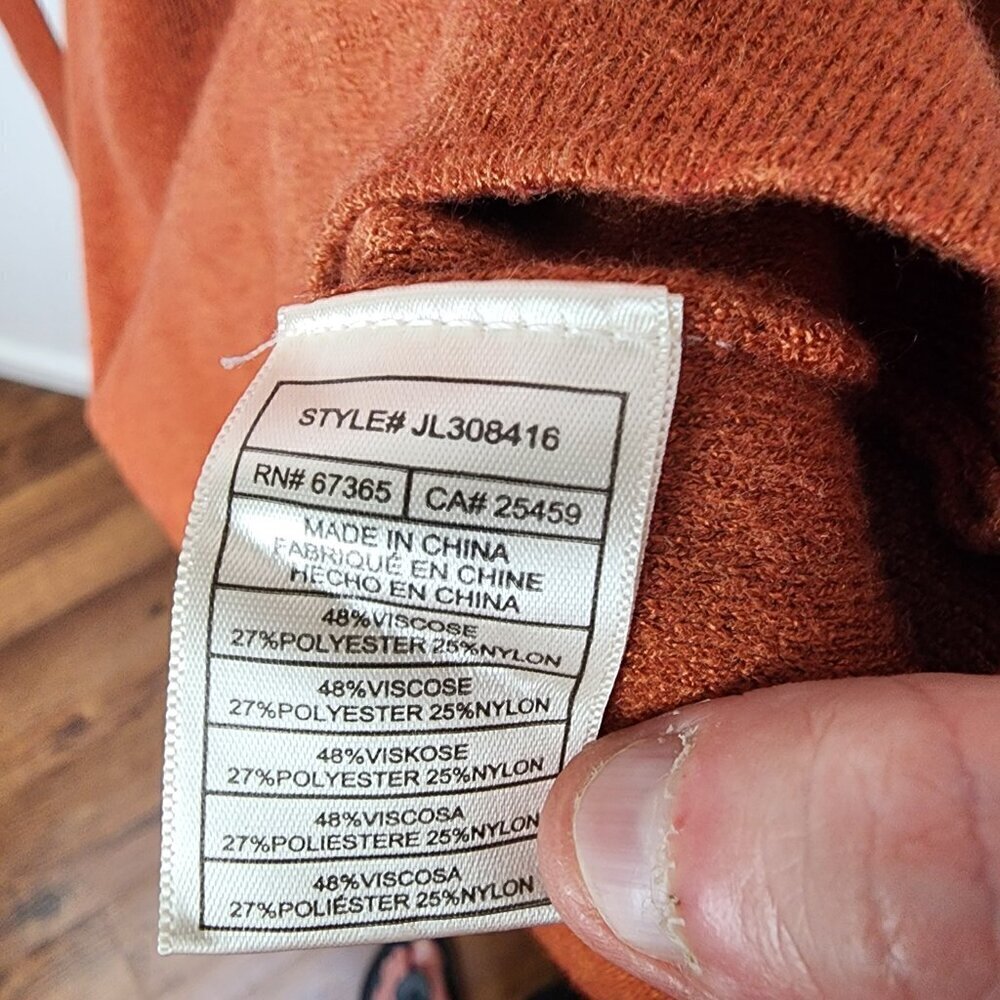 STYLE# JL308416
RN# 67365 CA# 25459
MADE IN CHINA
FABRIQUÉ EN CHINE
HECHO EN CHINA
48%VISCOSE
27%POLYESTER 25%NYLON
48%VISCOSE
27%POLYESTER 25%NYLON
48%VISKOSE
27%POLYESTER 25%NYLON
48%VISCOSA
27%POLIESTERE 25%NYLON
48%VISCOSA
27%POLIÉSTER 25%NYLON